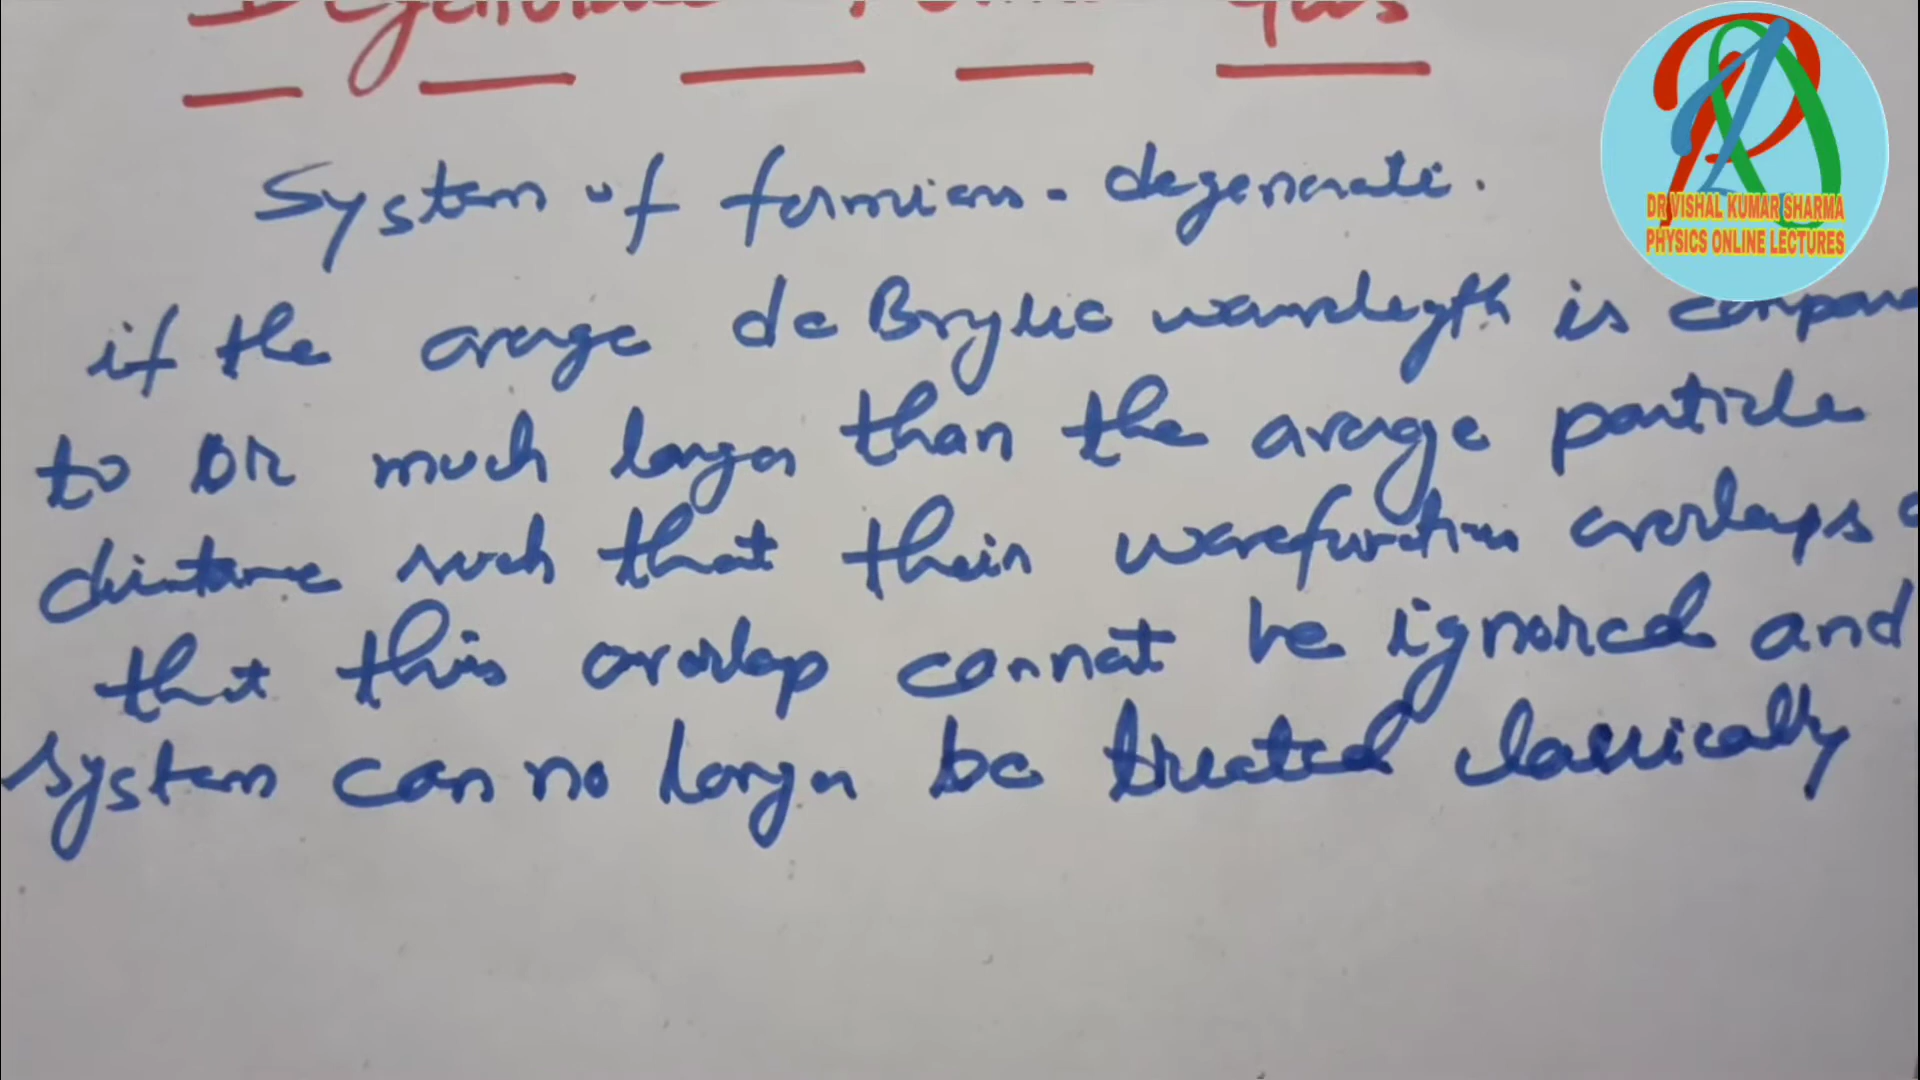 Degenerate Fermi Gas
System of fermions - degenerate.
if the average de Broglie wavelength is
to or much larger than the average particle
distance such that their wavefunction overlaps
that this overlap cannot be ignored and
system can no longer be treated classically
DR VISHAL KUMAR SHARMA
PHYSICS ONLINE LECTURES